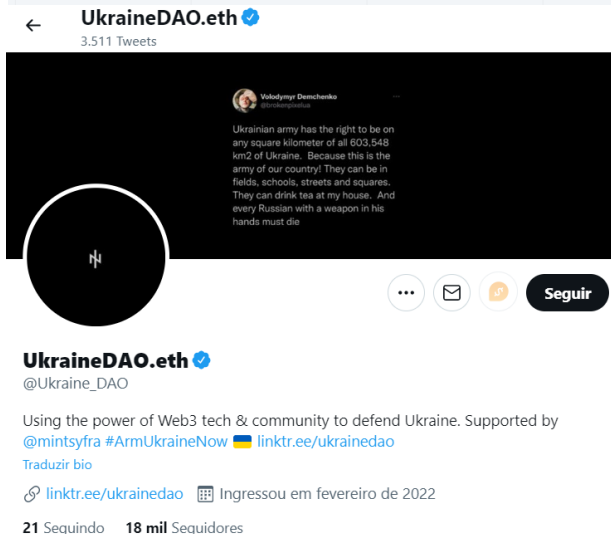 UkraineDAO.eth
3.511 Tweets
Volodymyr Demchenko
@brokenpixelua
Ukrainian army has the right to be on
any square kilometer of all 603,548
km2 of Ukraine. Because this is the
army of our country! They can be in
fields, schools, streets and squares.
They can drink tea at my house. And
every Russian with a weapon in his
hands must die
Seguir
UkraineDAO.eth
@Ukraine_DAO
Using the power of Web3 tech & community to defend Ukraine. Supported by
@mintsyfra #ArmUkraineNow 🇺🇦 linktr.ee/ukrainedao
Traduzir bio
linktr.ee/ukrainedao Ingressou em fevereiro de 2022
21 Seguindo 18 mil Seguidores